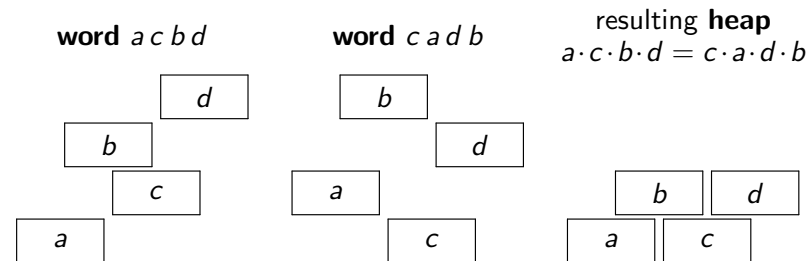 word a c b d
d
b
c
a
word c a d b
b
d
a
c
resulting heap
a · c · b · d = c · a · d · b
b d
a c